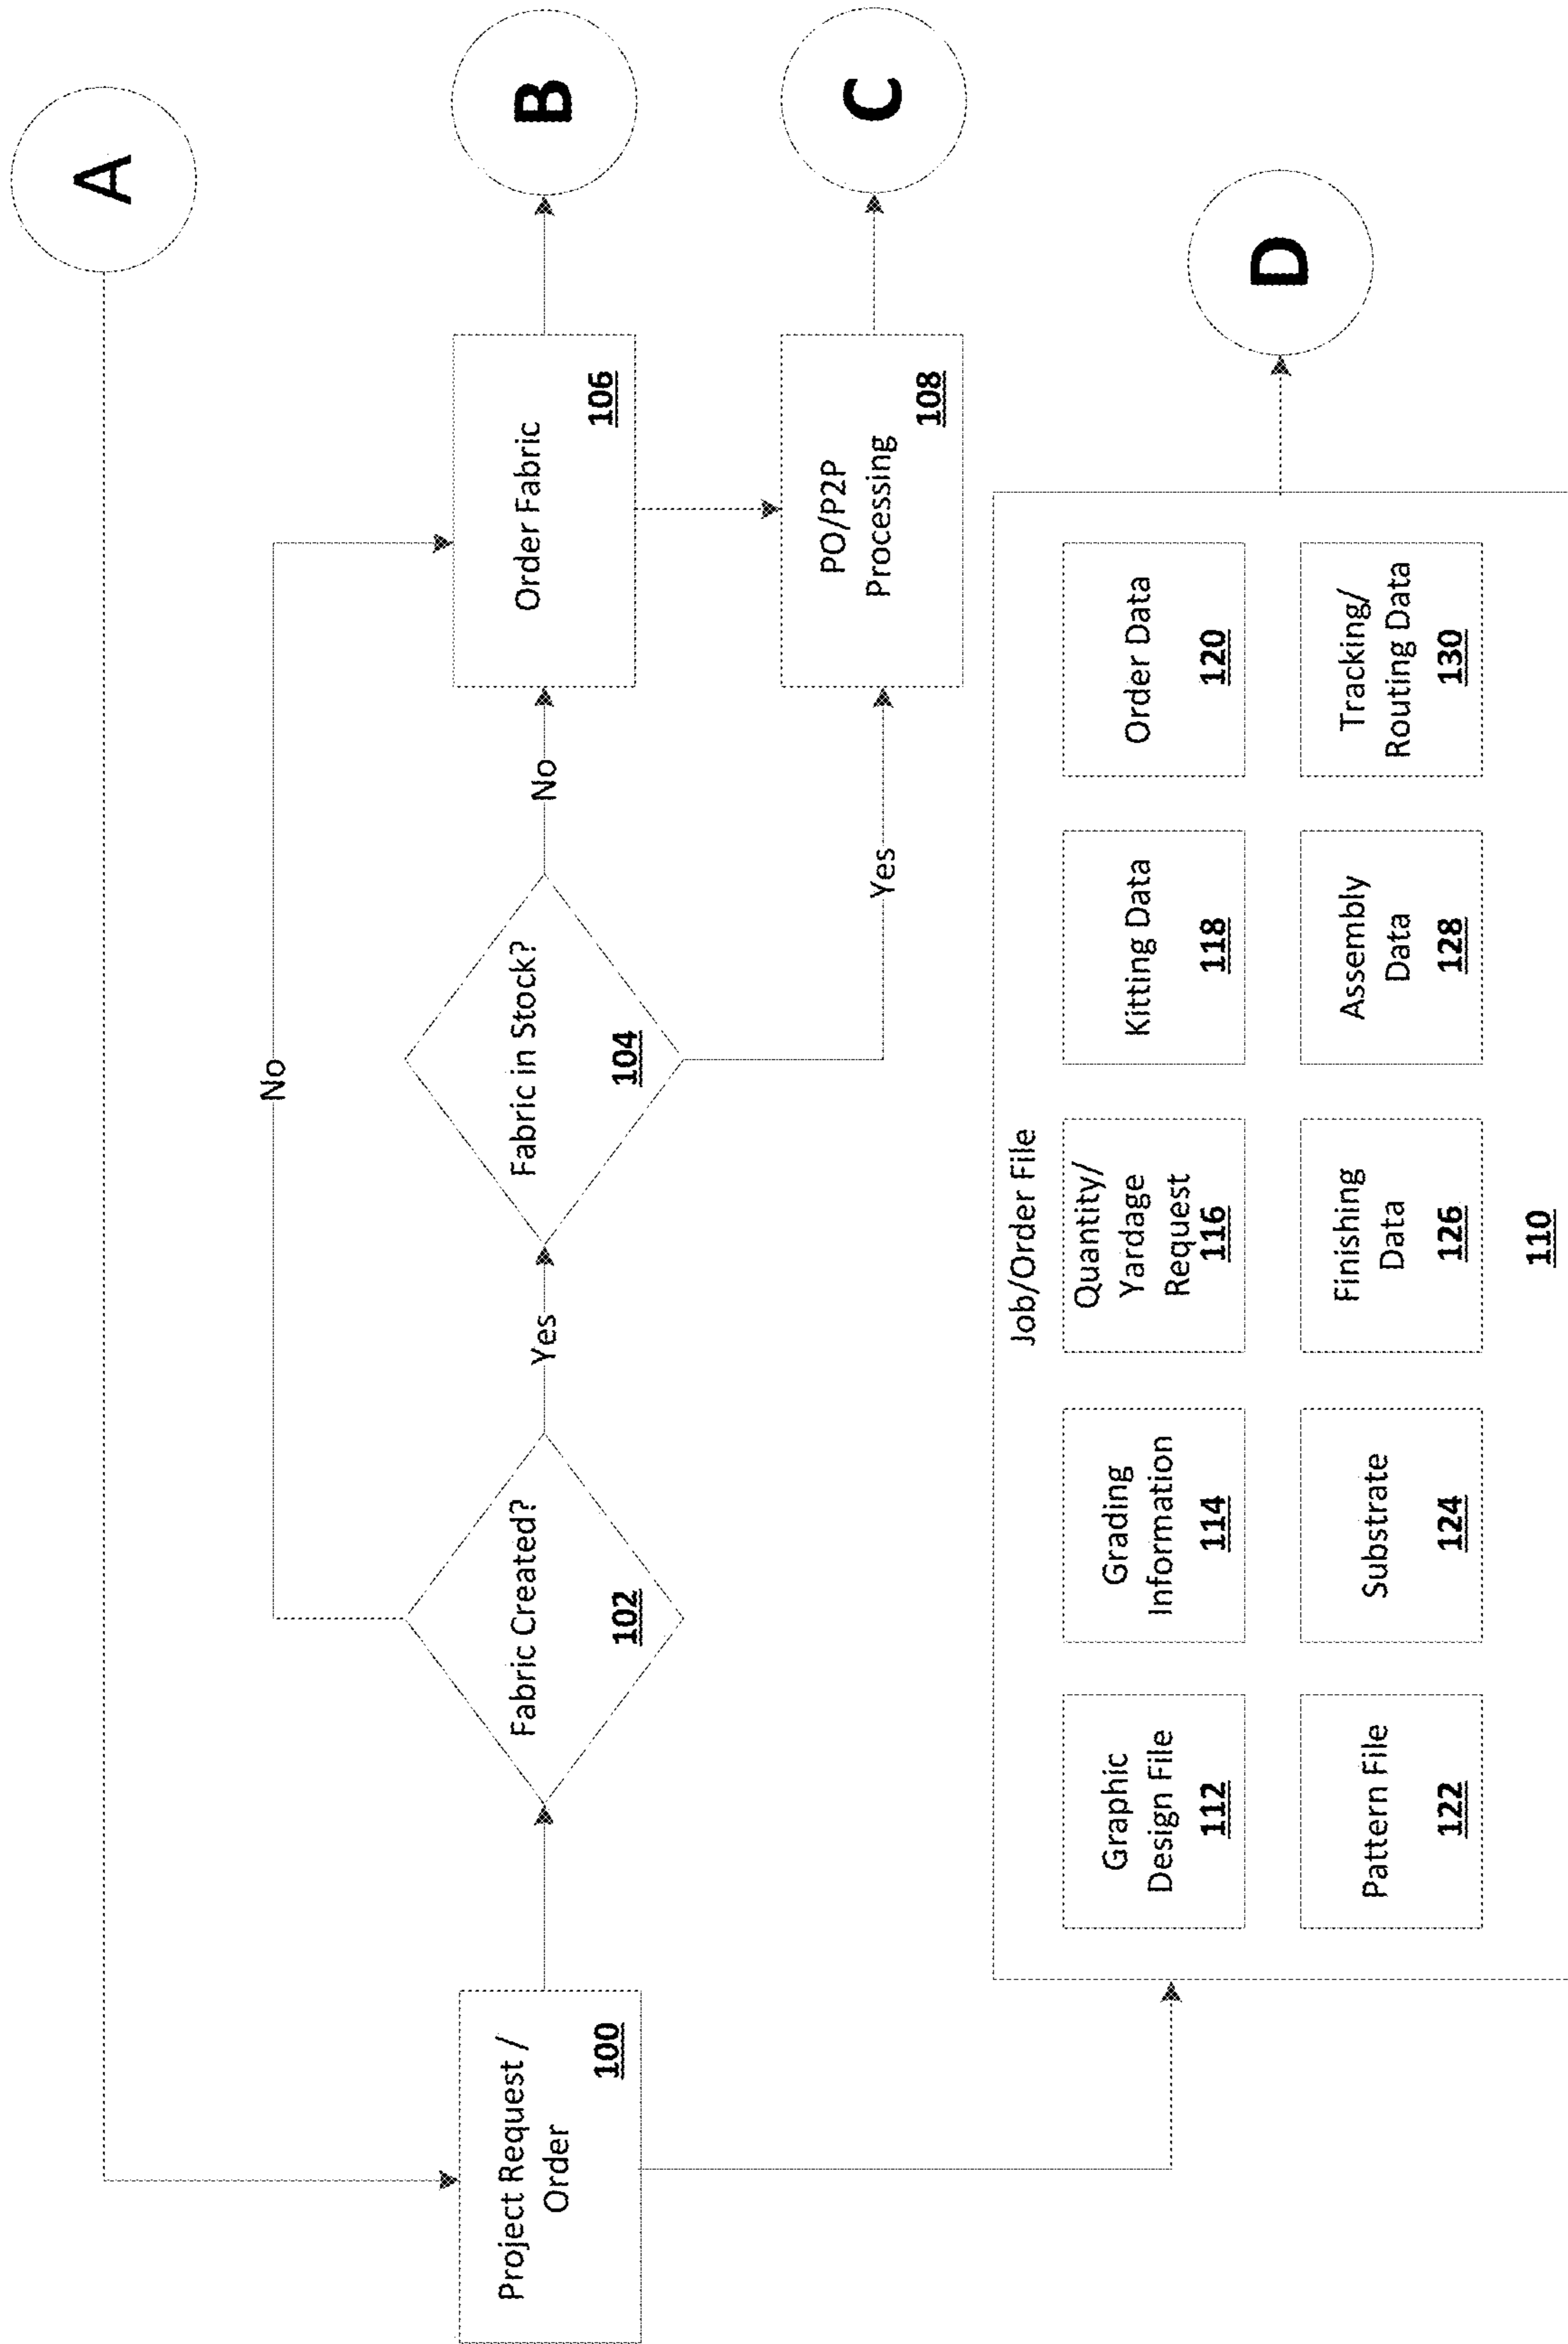 A
No
Project Request /
Order
100
Fabric Created?
102
Yes
Fabric in Stock?
104
No
Order Fabric
106
B
Yes
PO/P2P
Processing
108
C
Job/Order File
Graphic
Design File
112
Grading
Information
114
Quantity/
Yardage
Request
116
Kitting Data
118
Order Data
120
Pattern File
122
Substrate
124
Finishing
Data
126
Assembly
Data
128
Tracking/
Routing Data
130
110
D